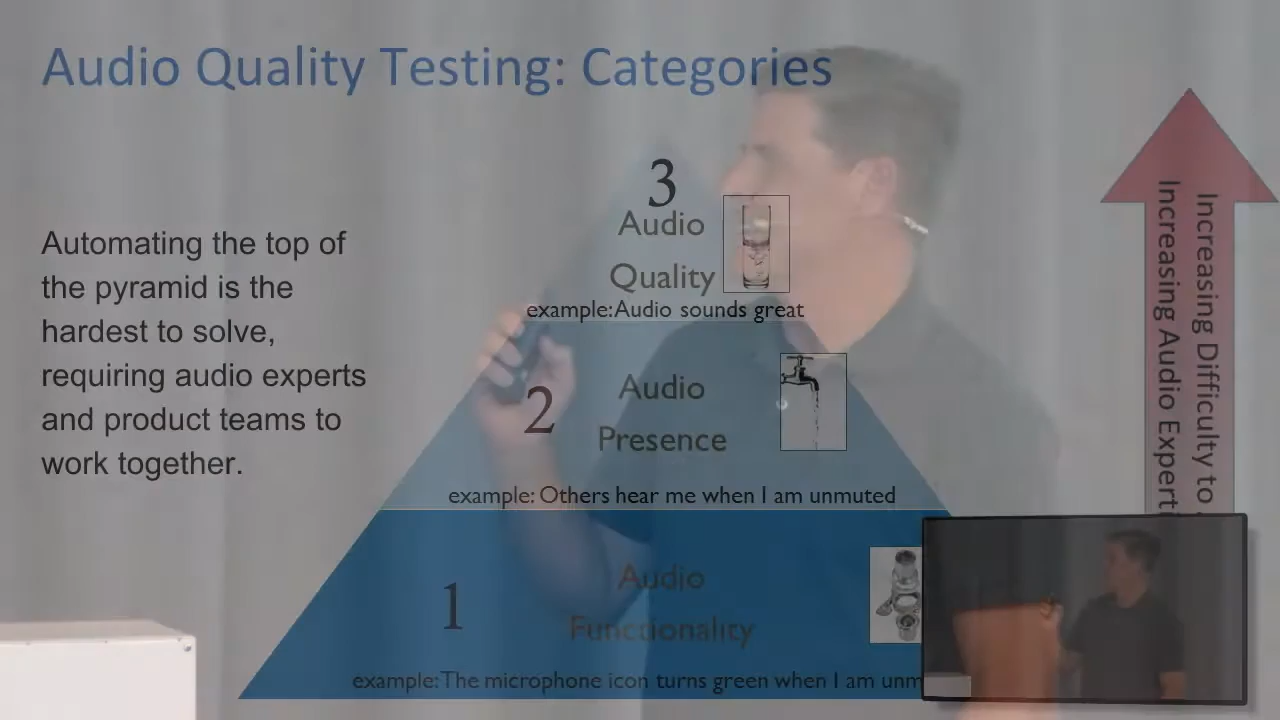 Audio Quality Testing: Categories
Automating the top of
the pyramid is the
hardest to solve,
requiring audio experts
and product teams to
work together.
3
Audio
Quality
example:Audio sounds great
2
Audio
Presence
example: Others hear me when I am unmuted
1
Audio
Functionality
example:The microphone icon turns green when I am
Increasing Difficulty to
Increasing Audio